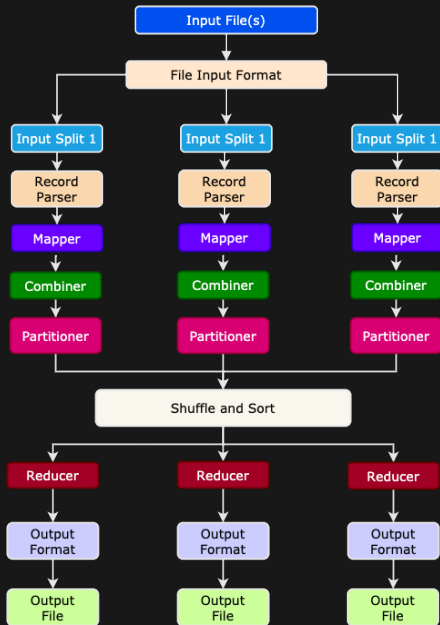 Input File(s)
File Input Format
Input Split 1
Input Split 1
Input Split 1
Record
Parser
Record
Parser
Record
Parser
Mapper
Mapper
Mapper
Combiner
Combiner
Combiner
Partitioner
Partitioner
Partitioner
Shuffle and Sort
Reducer
Reducer
Reducer
Output
Format
Output
Format
Output
Format
Output
File
Output
File
Output
File